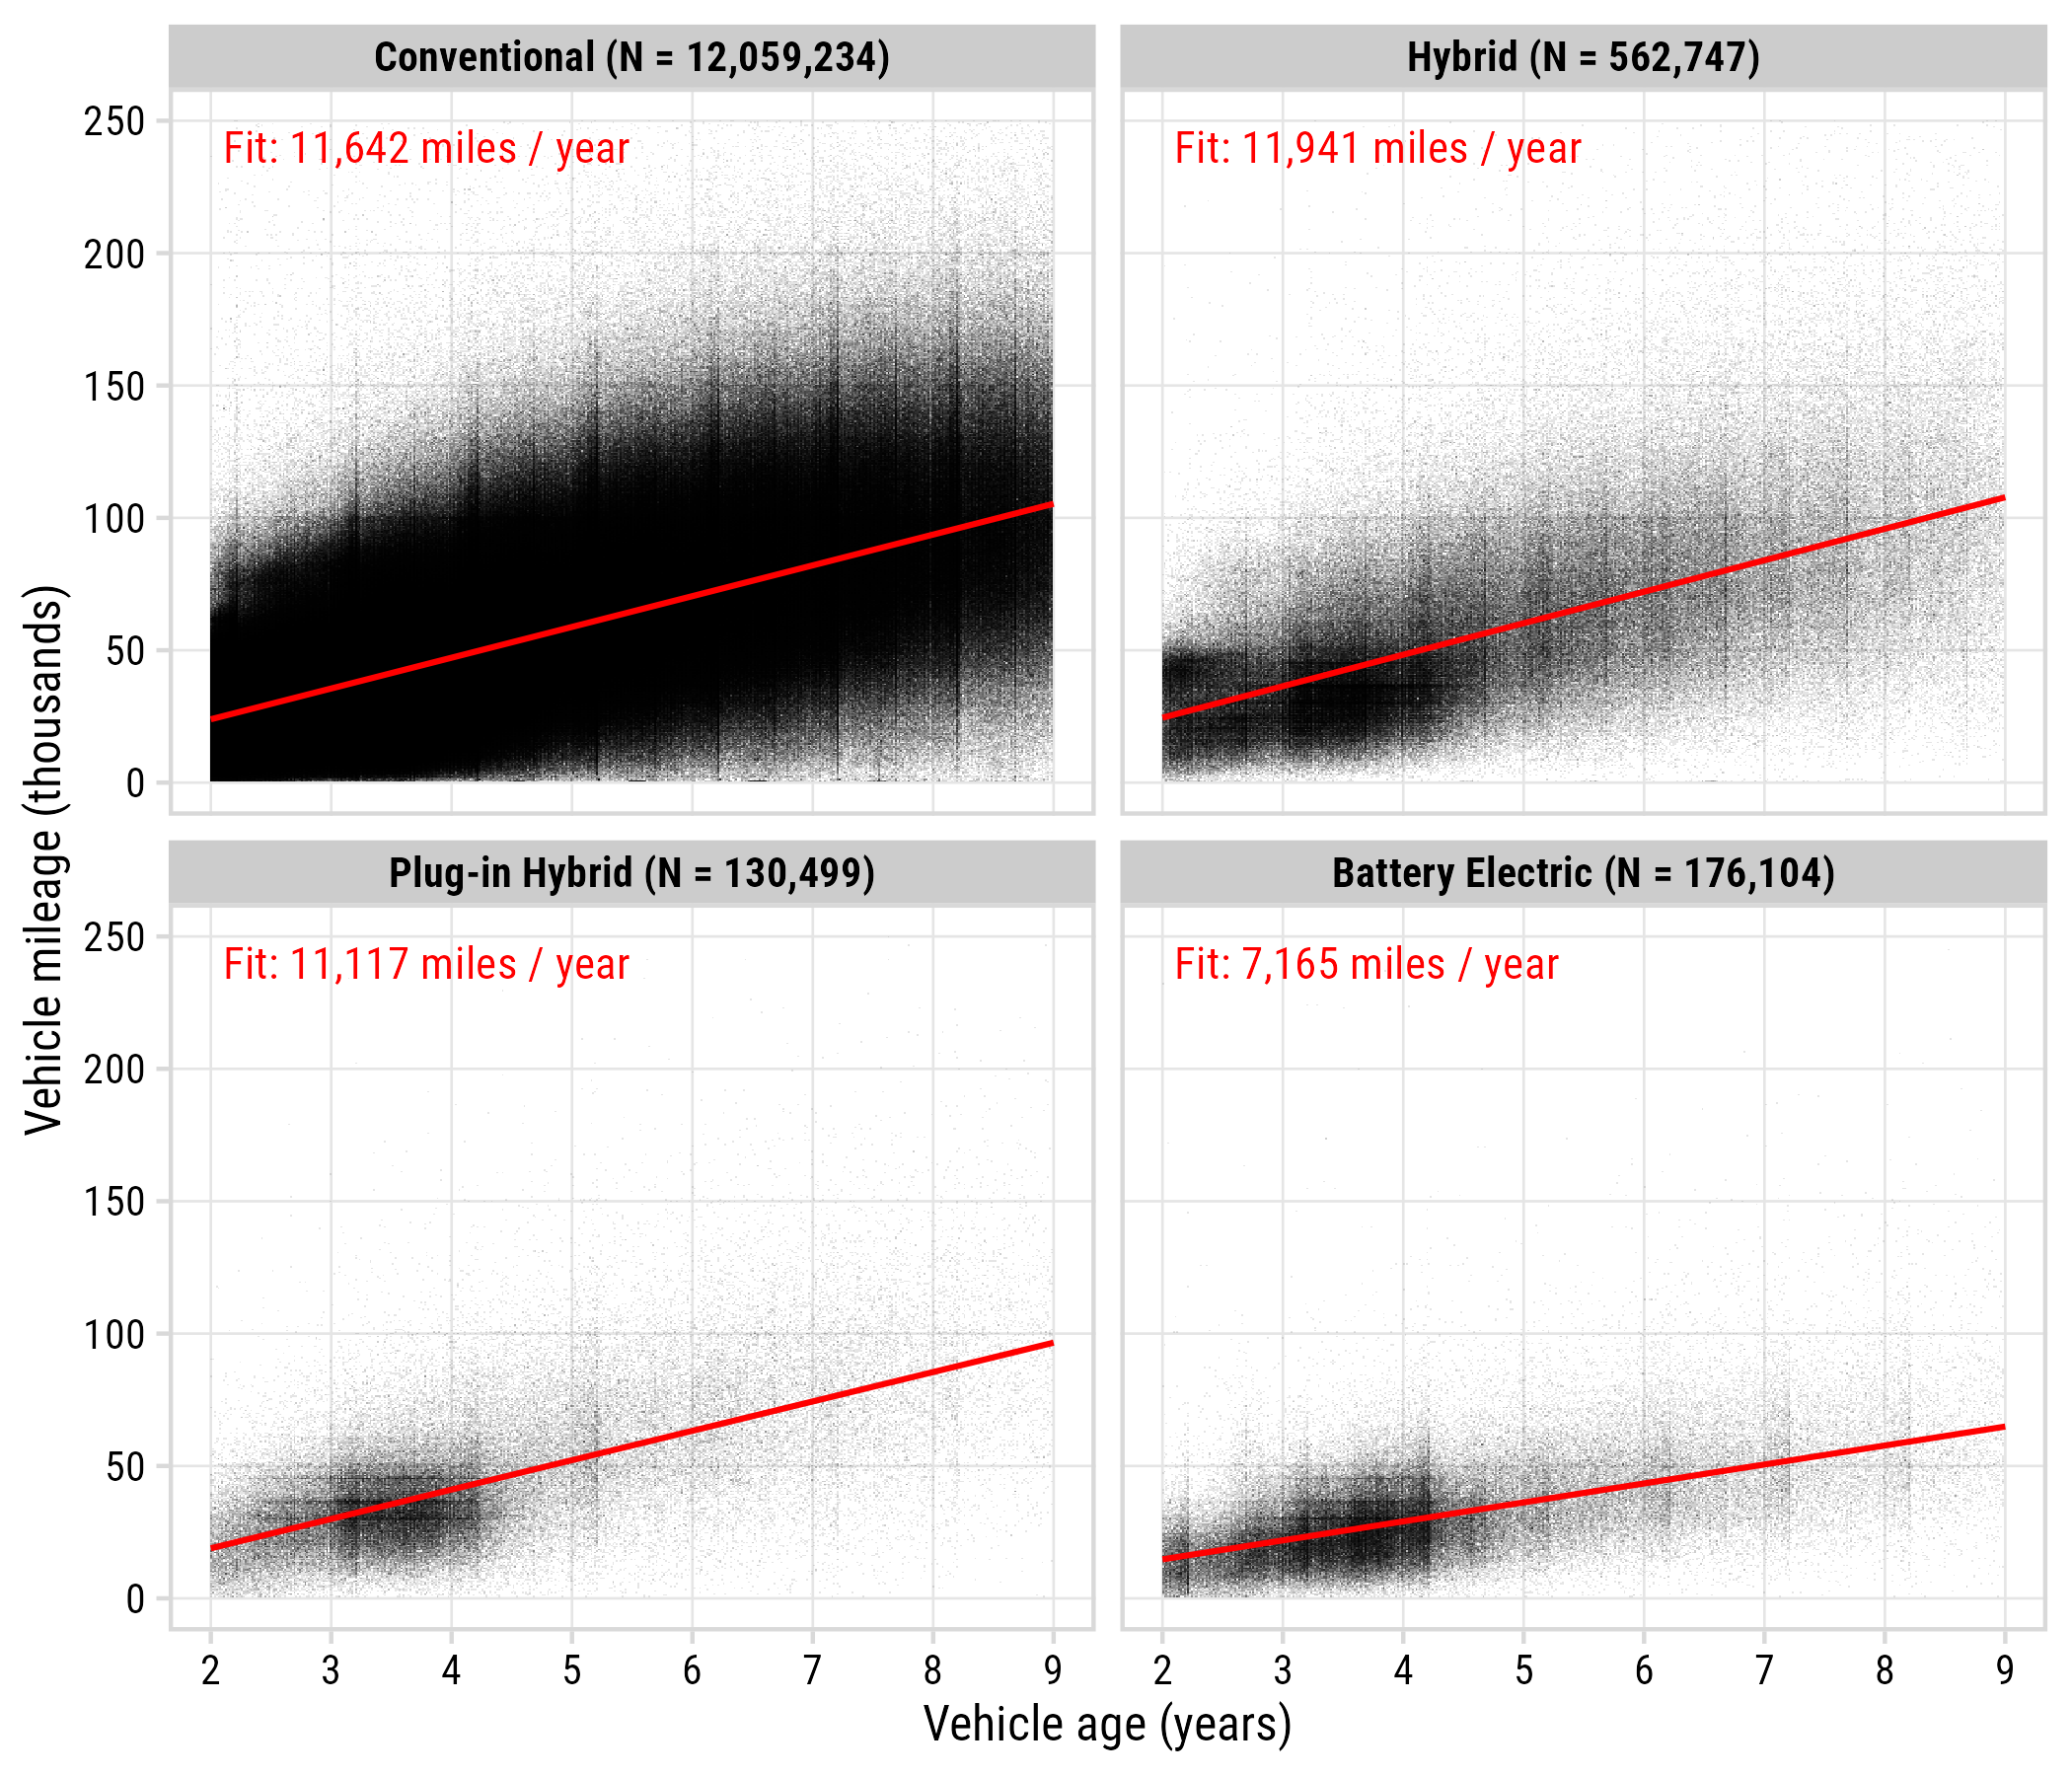 Conventional (N = 12,059,234)
Hybrid (N = 562,747)
Fit: 11,642 miles / year
Fit: 11,941 miles / year
250
200
150
100
50
0
Plug-in Hybrid (N = 130,499)
Battery Electric (N = 176,104)
Fit: 11,117 miles / year
Fit: 7,165 miles / year
250
200
150
100
50
0
Vehicle mileage (thousands)
2 3 4 5 6 7 8 9
2 3 4 5 6 7 8 9
Vehicle age (years)